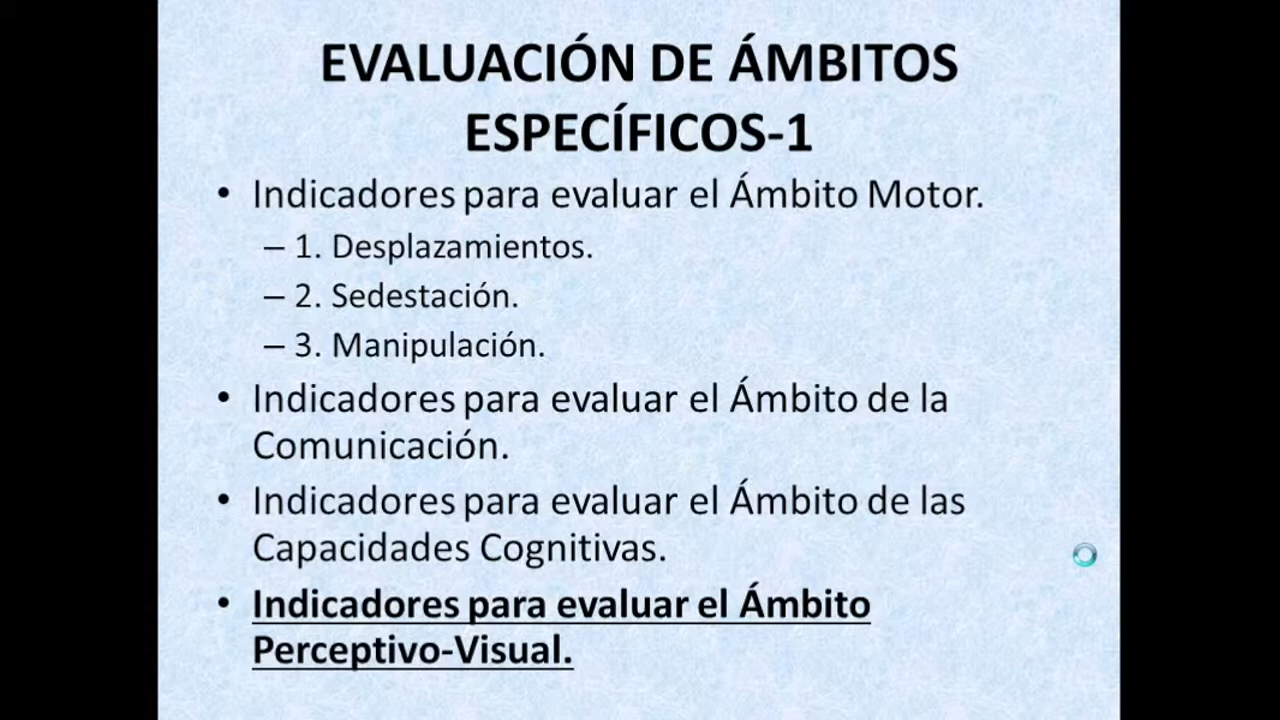 EVALUACIÓN DE ÁMBITOS
ESPECÍFICOS-1
• Indicadores para evaluar el Ámbito Motor.
– 1. Desplazamientos.
– 2. Sedestación.
– 3. Manipulación.
• Indicadores para evaluar el Ámbito de la
Comunicación.
• Indicadores para evaluar el Ámbito de las
Capacidades Cognitivas.
• Indicadores para evaluar el Ámbito
Perceptivo-Visual.